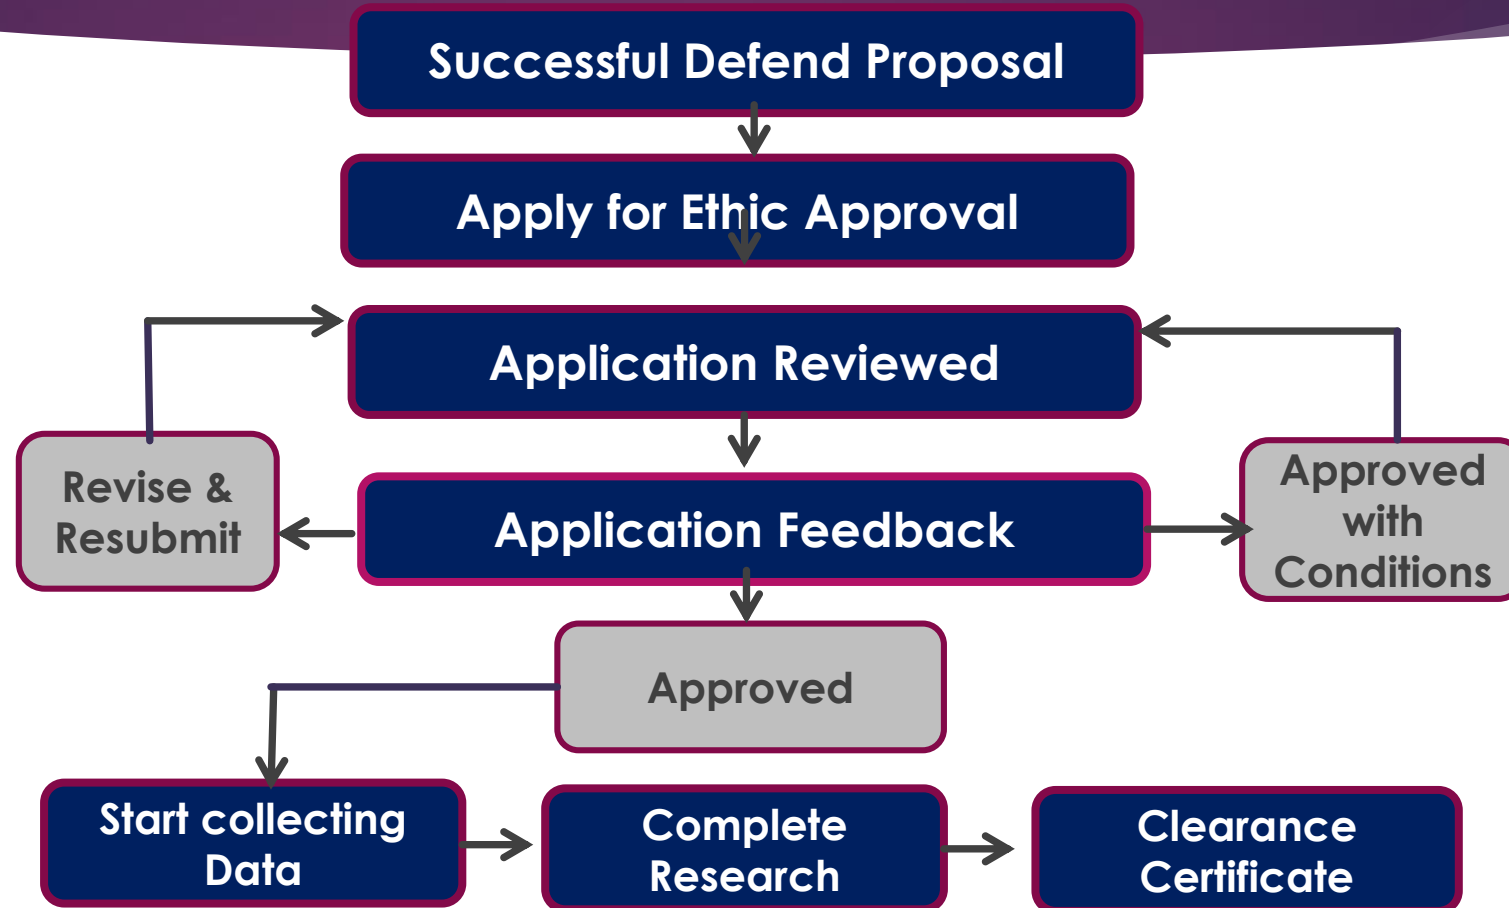 Successful Defend Proposal
Apply for Ethic Approval
Application Reviewed
Revise &
Resubmit
Application Feedback
Approved
with
Conditions
Approved
Start collecting
Data
Complete
Research
Clearance
Certificate